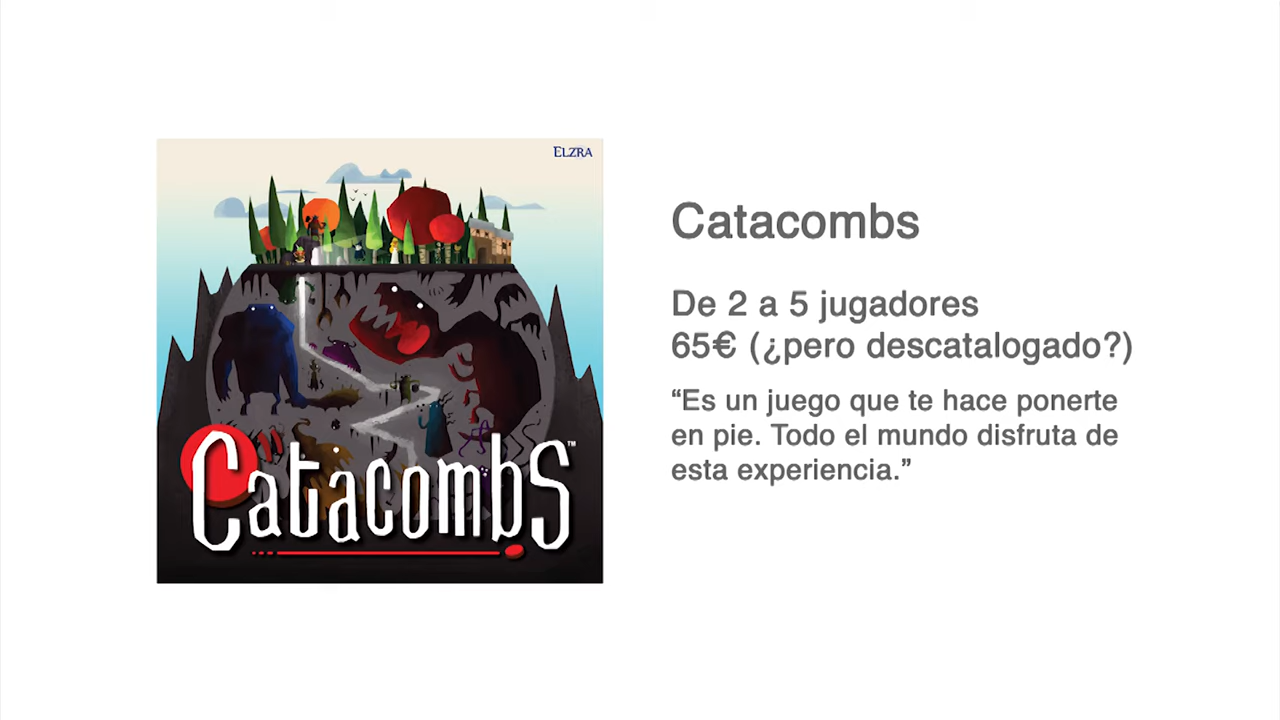 ELZRA
Catacombs™
Catacombs
De 2 a 5 jugadores
65€ (¿pero descatalogado?)
“Es un juego que te hace ponerte
en pie. Todo el mundo disfruta de
esta experiencia.”